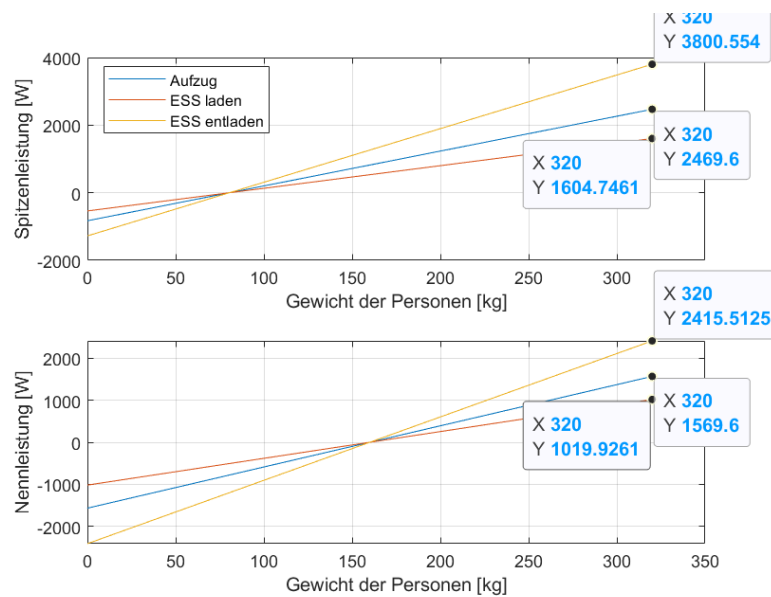 X 320
Y 3800.554
4000
2000
0
-2000
Spitzenleistung [W]
Aufzug
ESS laden
ESS entladen
X 320
Y 2469.6
X 320
Y 1604.7461
0
50
100
150
200
250
300
Gewicht der Personen [kg]
X 320
Y 2415.5125
2000
1000
0
-1000
-2000
Nennleistung [W]
X 320
Y 1569.6
X 320
Y 1019.9261
0
50
100
150
200
250
300
350
Gewicht der Personen [kg]